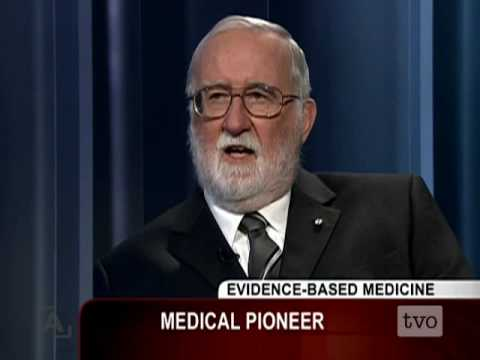 EVIDENCE-BASED MEDICINE
MEDICAL PIONEER
tvo
A